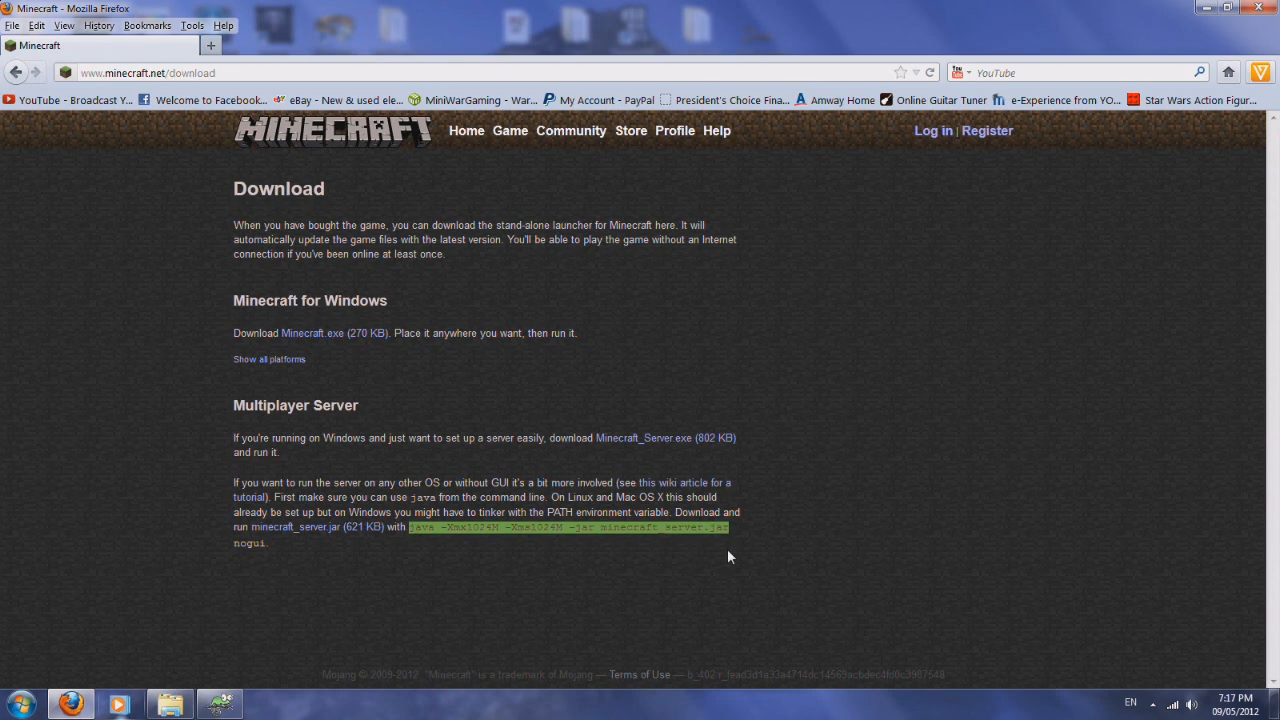 Minecraft - Mozilla Firefox
File Edit View History Bookmarks Tools Help
Minecraft
www.minecraft.net/download
YouTube
YouTube - Broadcast Y... Welcome to Facebook... eBay - New & used ele... MiniWarGaming - War... My Account - PayPal President's Choice Fina... Amway Home Online Guitar Tuner e-Experience from YO... Star Wars Action Figur...
MINECRAFT Home Game Community Store Profile Help Log in | Register
Download
When you have bought the game, you can download the stand-alone launcher for Minecraft here. It will
automatically update the game files with the latest version. You'll be able to play the game without an Internet
connection if you've been online at least once.
Minecraft for Windows
Download Minecraft.exe (270 KB). Place it anywhere you want, then run it.
Show all platforms
Multiplayer Server
If you're running on Windows and just want to set up a server easily, download Minecraft_Server.exe (802 KB)
and run it.
If you want to run the server on any other OS or without GUI it's a bit more involved (see this wiki article for a
tutorial). First make sure you can use java from the command line. On Linux and Mac OS X this should
already be set up but on Windows you might have to tinker with the PATH environment variable. Download and
run minecraft_server.jar (621 KB) with java -Xmx1024M -Xms1024M -jar minecraft_server.jar
nogui.
Mojang © 2009-2012. "Minecraft" is a trademark of Mojang — Terms of Use —
EN
7:17 PM
09/05/2012